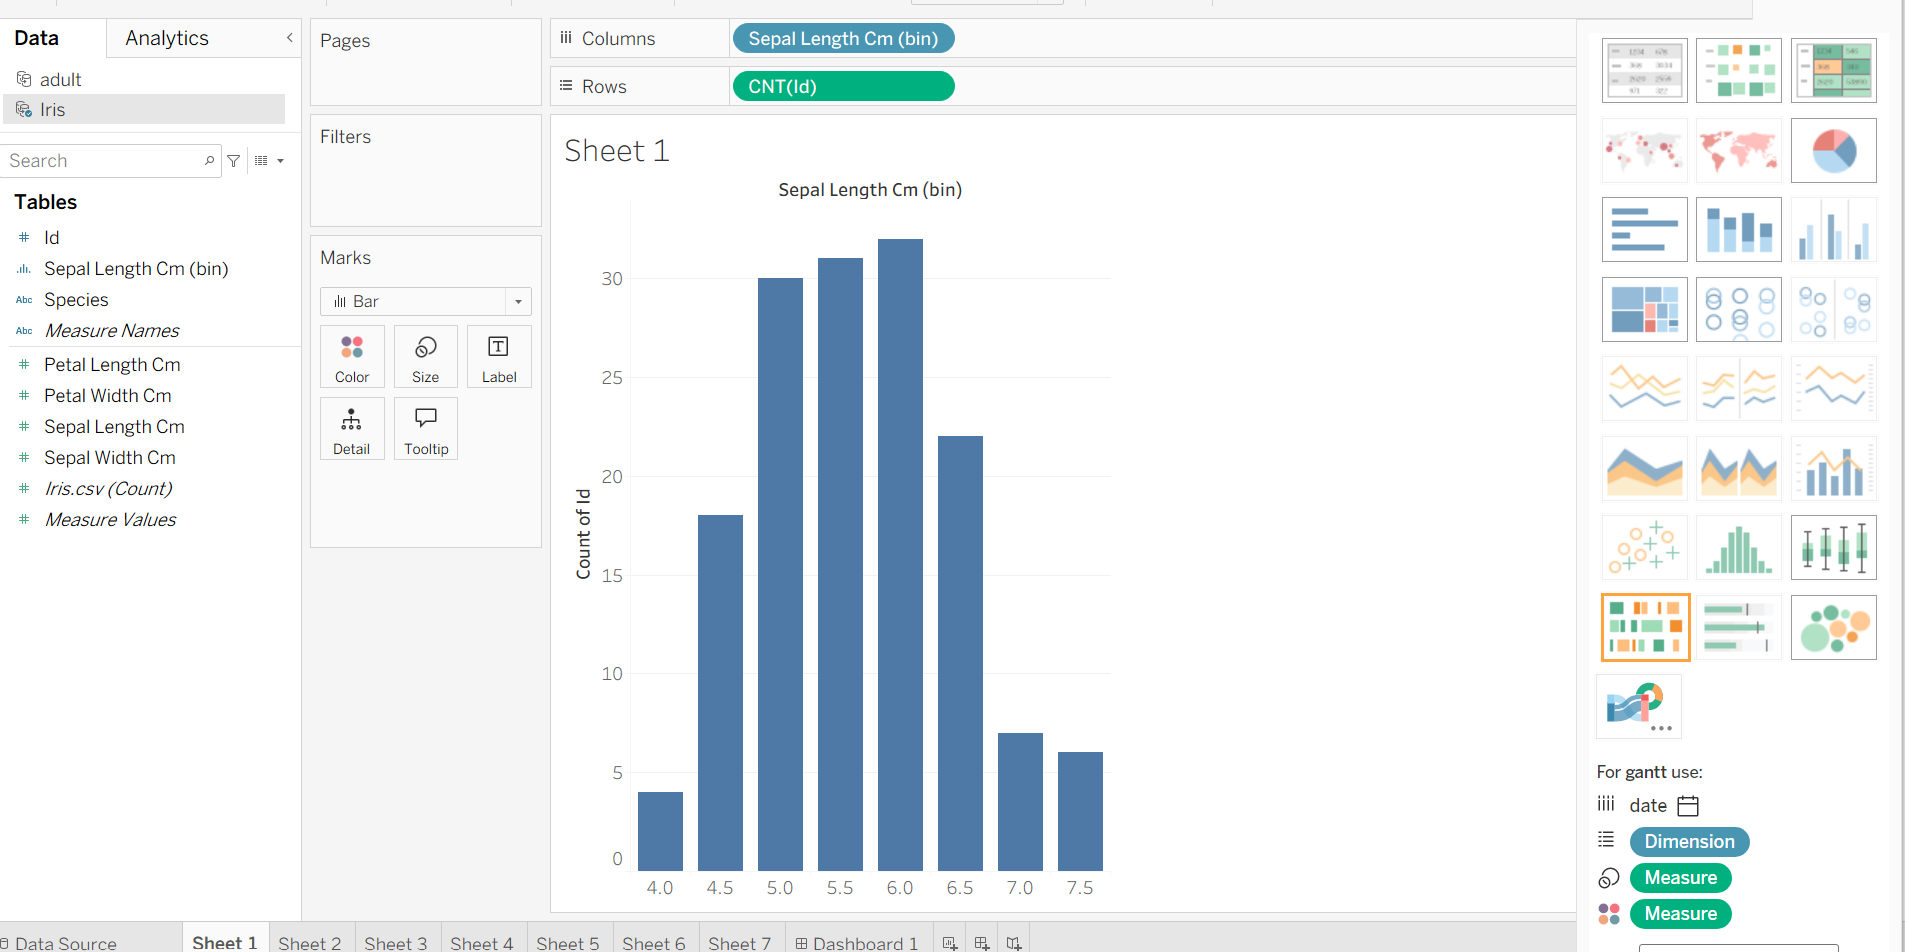 Data
Analytics
adult
Iris
Search
Tables
Id
Sepal Length Cm (bin)
Species
Measure Names
Petal Length Cm
Petal Width Cm
Sepal Length Cm
Sepal Width Cm
Iris.csv (Count)
Measure Values
Abc
Abc
Pages
Filters
Marks
Bar
Color
Size
Label
Detail
Tooltip
Columns
Sepal Length Cm (bin)
Rows
CNT(Id)
Sheet 1
Sepal Length Cm (bin)
Count of Id
30
25
20
15
10
5
0
4.0 4.5 5.0 5.5 6.0 6.5 7.0 7.5
For gantt use:
date
Dimension
Measure
Measure
Data Source
Sheet 1
Sheet 2
Sheet 3
Sheet 4
Sheet 5
Sheet 6
Sheet 7
Dashboard 1